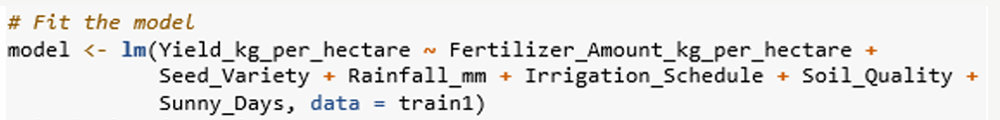 # Fit the model
model <- lm(Yield_kg_per_hectare ~ Fertilizer_Amount_kg_per_hectare +
Seed_Variety + Rainfall_mm + Irrigation_Schedule + Soil_Quality +
Sunny_Days, data = train1)